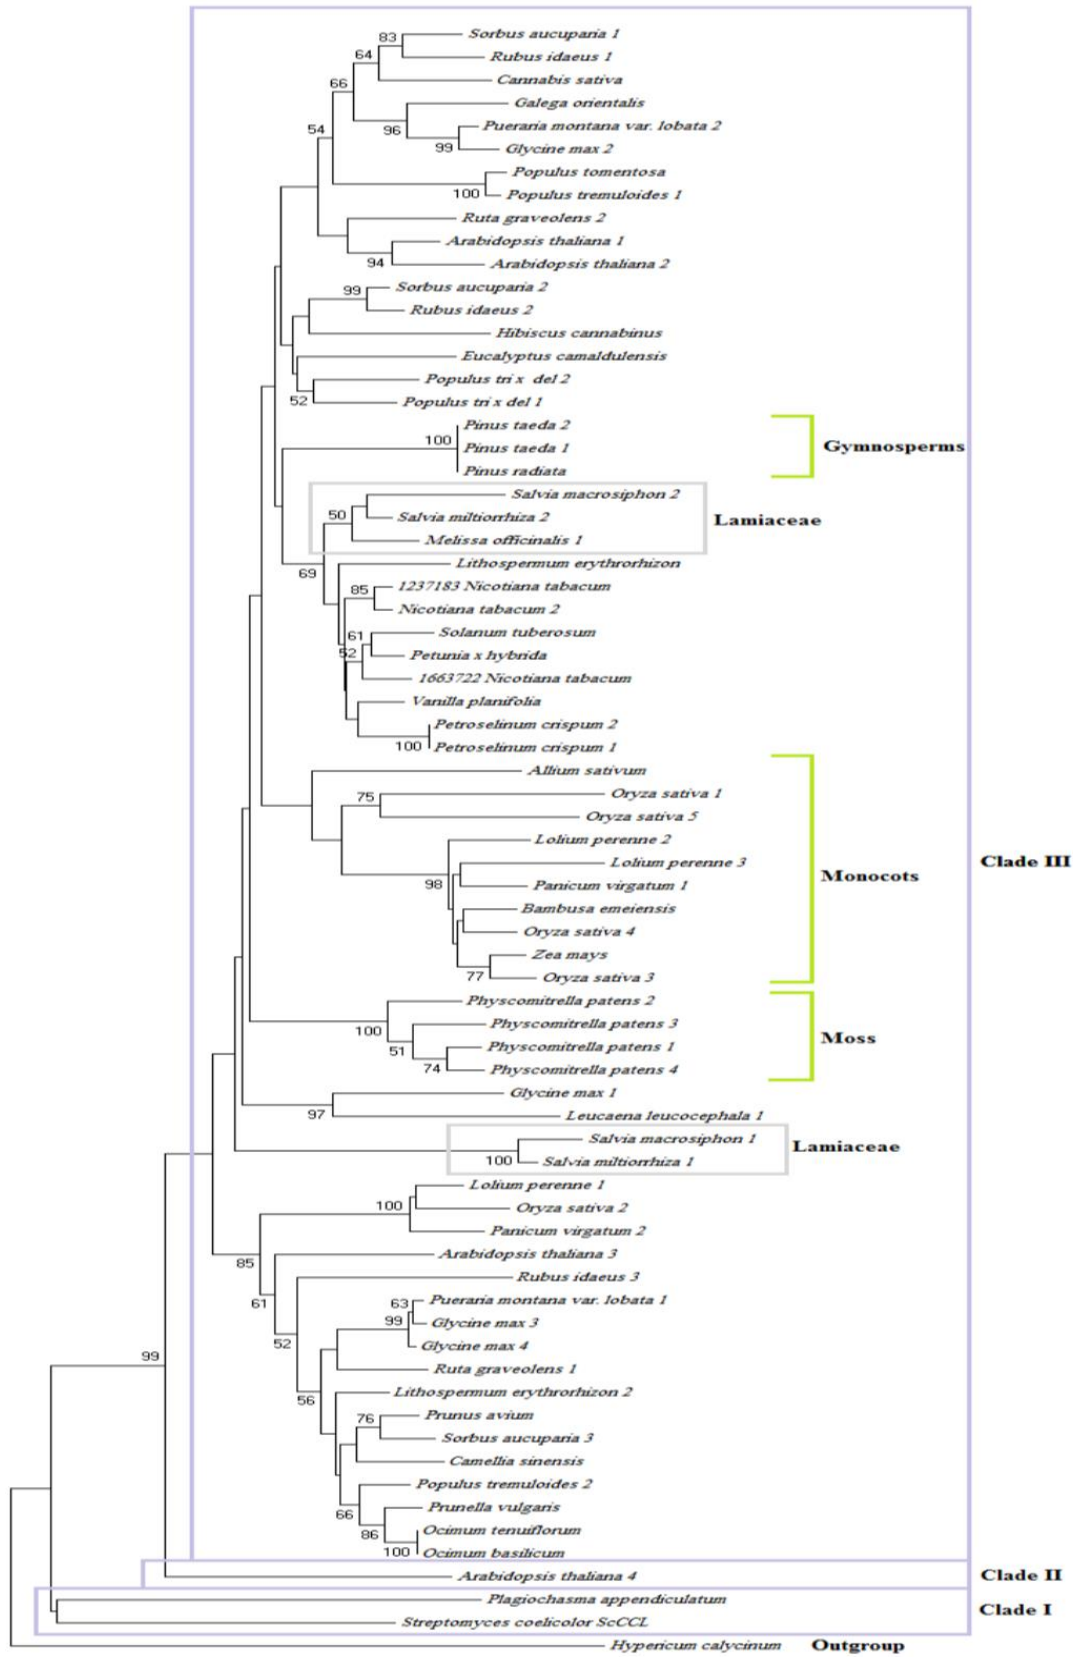 83
Sorbus aucuparia 1
64
Rubus idaeus 1
66
Cannabis sativa
Galega orientalis
54
96
Pueraria montana var. lobata 2
99
Glycine max 2
Populus tomentosa
100
Populus tremuloides 1
Ruta graveolens 2
Arabidopsis thaliana 1
94
Arabidopsis thaliana 2
99
Sorbus aucuparia 2
Rubus idaeus 2
Hibiscus cannabinus
Eucalyptus camaldulensis
Populus tri x del 2
52
Populus tri x del 1
Pinus taeda 2
100
Pinus taeda 1
Gymnosperms
Pinus radiata
Salvia macrosiphon 2
50
Salvia miltiorrhiza 2
Lamiaceae
Melissa officinalis 1
69
Lithospermum erythrorhizon
85
1237183 Nicotiana tabacum
Nicotiana tabacum 2
61
Solanum tuberosum
52
Petunia x hybrida
1663722 Nicotiana tabacum
Vanilla planifolia
Petroselinum crispum 2
100
Petroselinum crispum 1
Allium sativum
75
Oryza sativa 1
Oryza sativa 5
Lolium perenne 2
Lolium perenne 3
Clade III
98
Panicum virgatum 1
Monocots
Bambusa emeiensis
Oryza sativa 4
Zea mays
77
Oryza sativa 3
Physcomitrella patens 2
100
Physcomitrella patens 3
Moss
51
Physcomitrella patens 1
74
Physcomitrella patens 4
Glycine max 1
97
Leucaena leucocephala 1
Salvia macrosiphon 1
Lamiaceae
100
Salvia miltiorrhiza 1
Lolium perenne 1
100
Oryza sativa 2
Panicum virgatum 2
85
Arabidopsis thaliana 3
Rubus idaeus 3
61
63
Pueraria montana var. lobata 1
99
Glycine max 3
52
Glycine max 4
99
Ruta graveolens 1
Lithospermum erythrorhizon 2
56
76
Prunus avium
Sorbus aucuparia 3
Camellia sinensis
Populus tremuloides 2
66
Prunella vulgaris
86
Ocimum tenuiflorum
100
Ocimum basilicum
Arabidopsis thaliana 4
Clade II
Plagiochasma appendiculatum
Clade I
Streptomyces coelicolor ScCCL
Hypericum calycinum
Outgroup